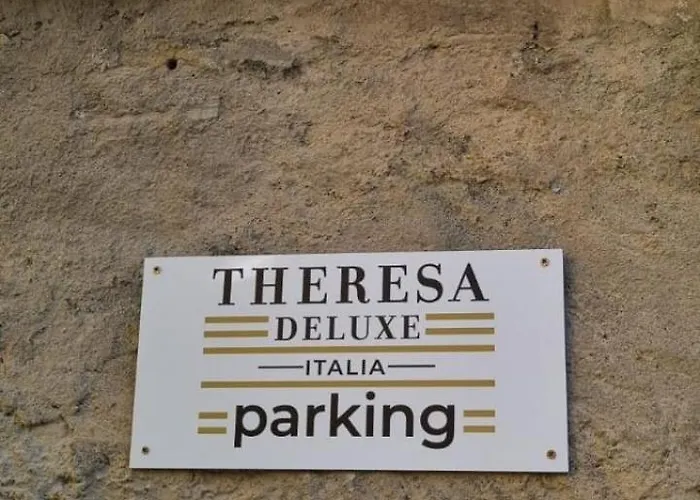 THERESA
DELUXE
ITALIA
parking